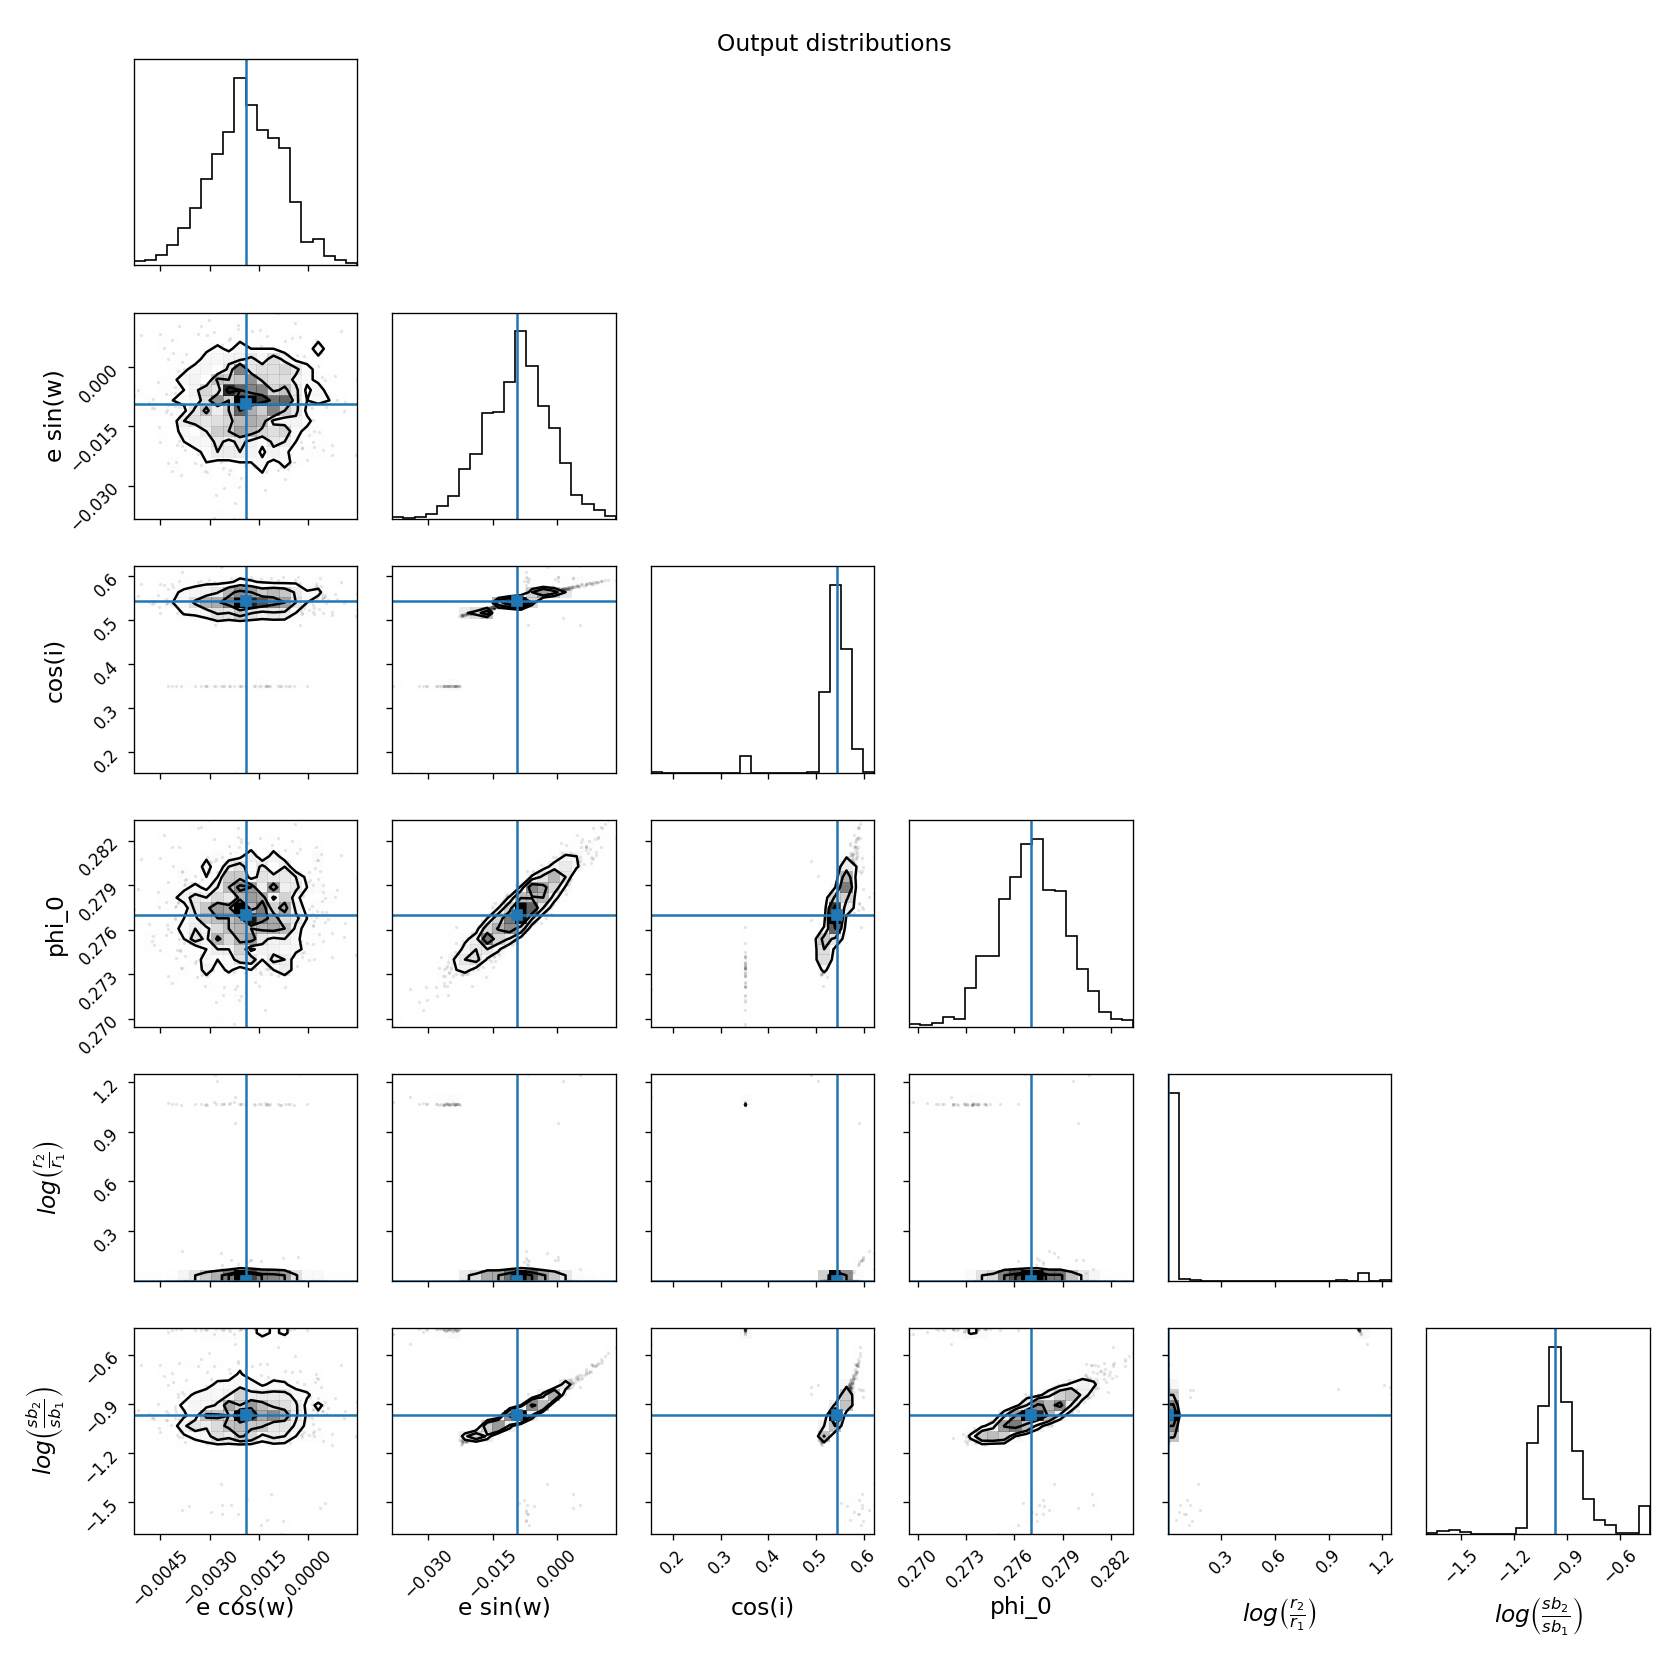 Output distributions
e sin(w)
0.000
−0.015
−0.030
cos(i)
0.6
0.5
0.4
0.3
0.2
phi_0
0.282
0.279
0.276
0.273
0.270
log(r₂/r₁)
1.2
0.9
0.6
0.3
log(sb₂/sb₁)
−0.6
−0.9
−1.2
−1.5
−0.0045 −0.0030 −0.0015 0.0000
−0.030 −0.015 0.000
0.2 0.3 0.4 0.5 0.6
0.270 0.273 0.276 0.279 0.282
0.3 0.6 0.9 1.2
−1.5 −1.2 −0.9 −0.6
e cos(w)
e sin(w)
cos(i)
phi_0
log(r₂/r₁)
log(sb₂/sb₁)